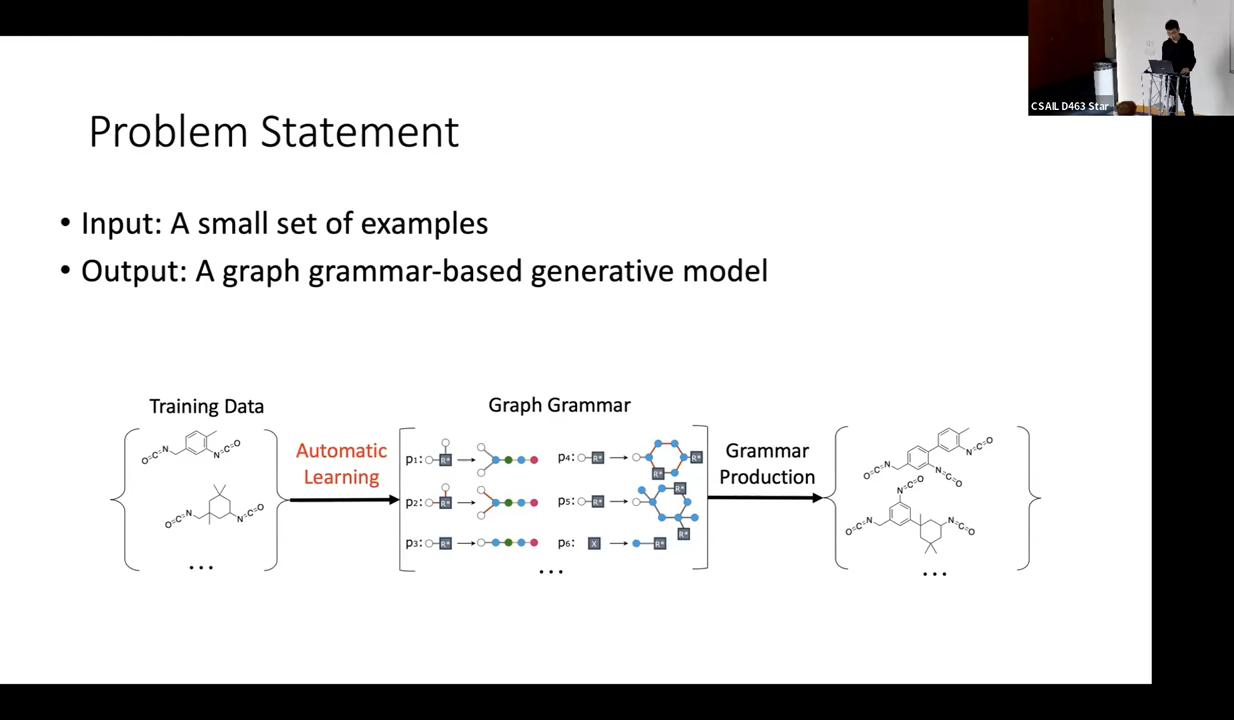 CSAIL D463 Star
Problem Statement
• Input: A small set of examples
• Output: A graph grammar-based generative model
Training Data
Graph Grammar
Automatic
Learning
Grammar
Production
p1: R*
p2: R*
p3: R*
p4: R* R* R*
p5: R* R* R*
p6: X R*
O=C=N N=C=O
O=C=N N=C=O
...
...
O=C=N N=C=O N=C=O
O=C=N N=C=O N=C=O
...